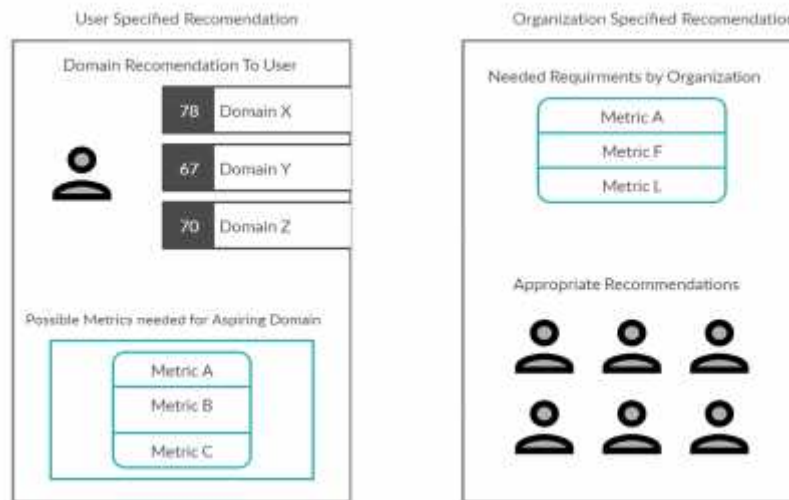 User Specified Recomendation
Domain Recomendation To User
78 Domain X
67 Domain Y
70 Domain Z
Possible Metrics needed for Aspiring Domain
Metric A
Metric B
Metric C
Organization Specified Recomendation
Needed Requirments by Organization
Metric A
Metric F
Metric L
Appropriate Recommendations